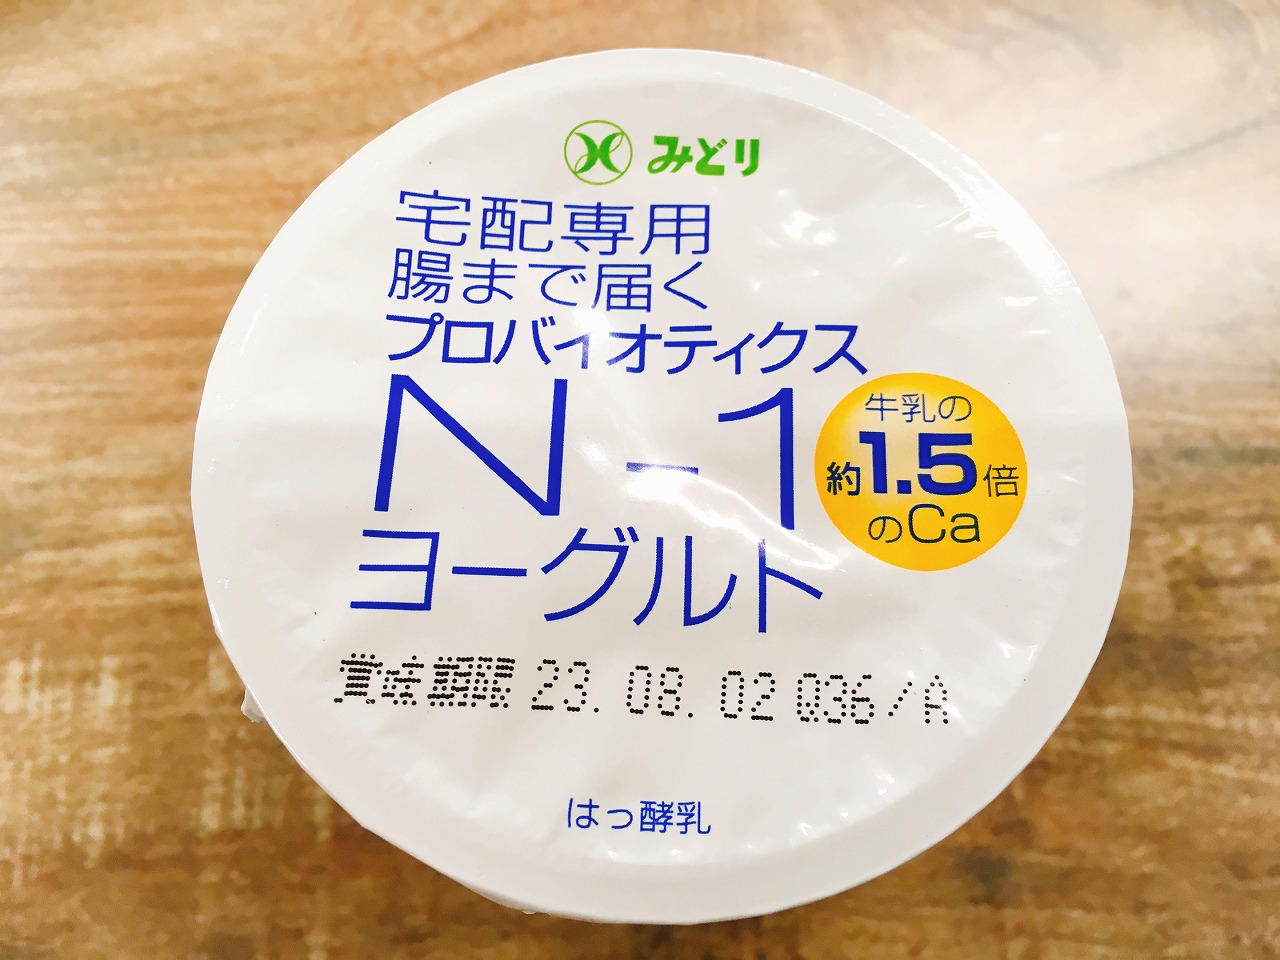 みどり
宅配専用
腸まで届く
プロバイオティクス
N-1
ヨーグルト
牛乳の
約1.5倍
のCa
賞味期限 23.08.02 036/A
はっ酵乳